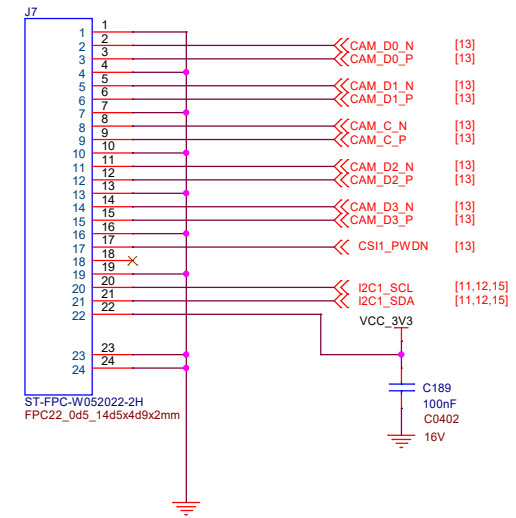 J7
1 1
2 2 CAM_D0_N [13]
3 3 CAM_D0_P [13]
4 4
5 5 CAM_D1_N [13]
6 6 CAM_D1_P [13]
7 7
8 8 CAM_C_N [13]
9 9 CAM_C_P [13]
10 10
11 11 CAM_D2_N [13]
12 12 CAM_D2_P [13]
13 13
14 14 CAM_D3_N [13]
15 15 CAM_D3_P [13]
16 16
17 17 CSI1_PWDN [13]
18 18
19 19
20 20 I2C1_SCL [11,12,15]
21 21 I2C1_SDA [11,12,15]
22 22
VCC_3V3
23 23
24 24
ST-FPC-W052022-2H
FPC22_0d5_14d5x4d9x2mm
C189
100nF
C0402
16V